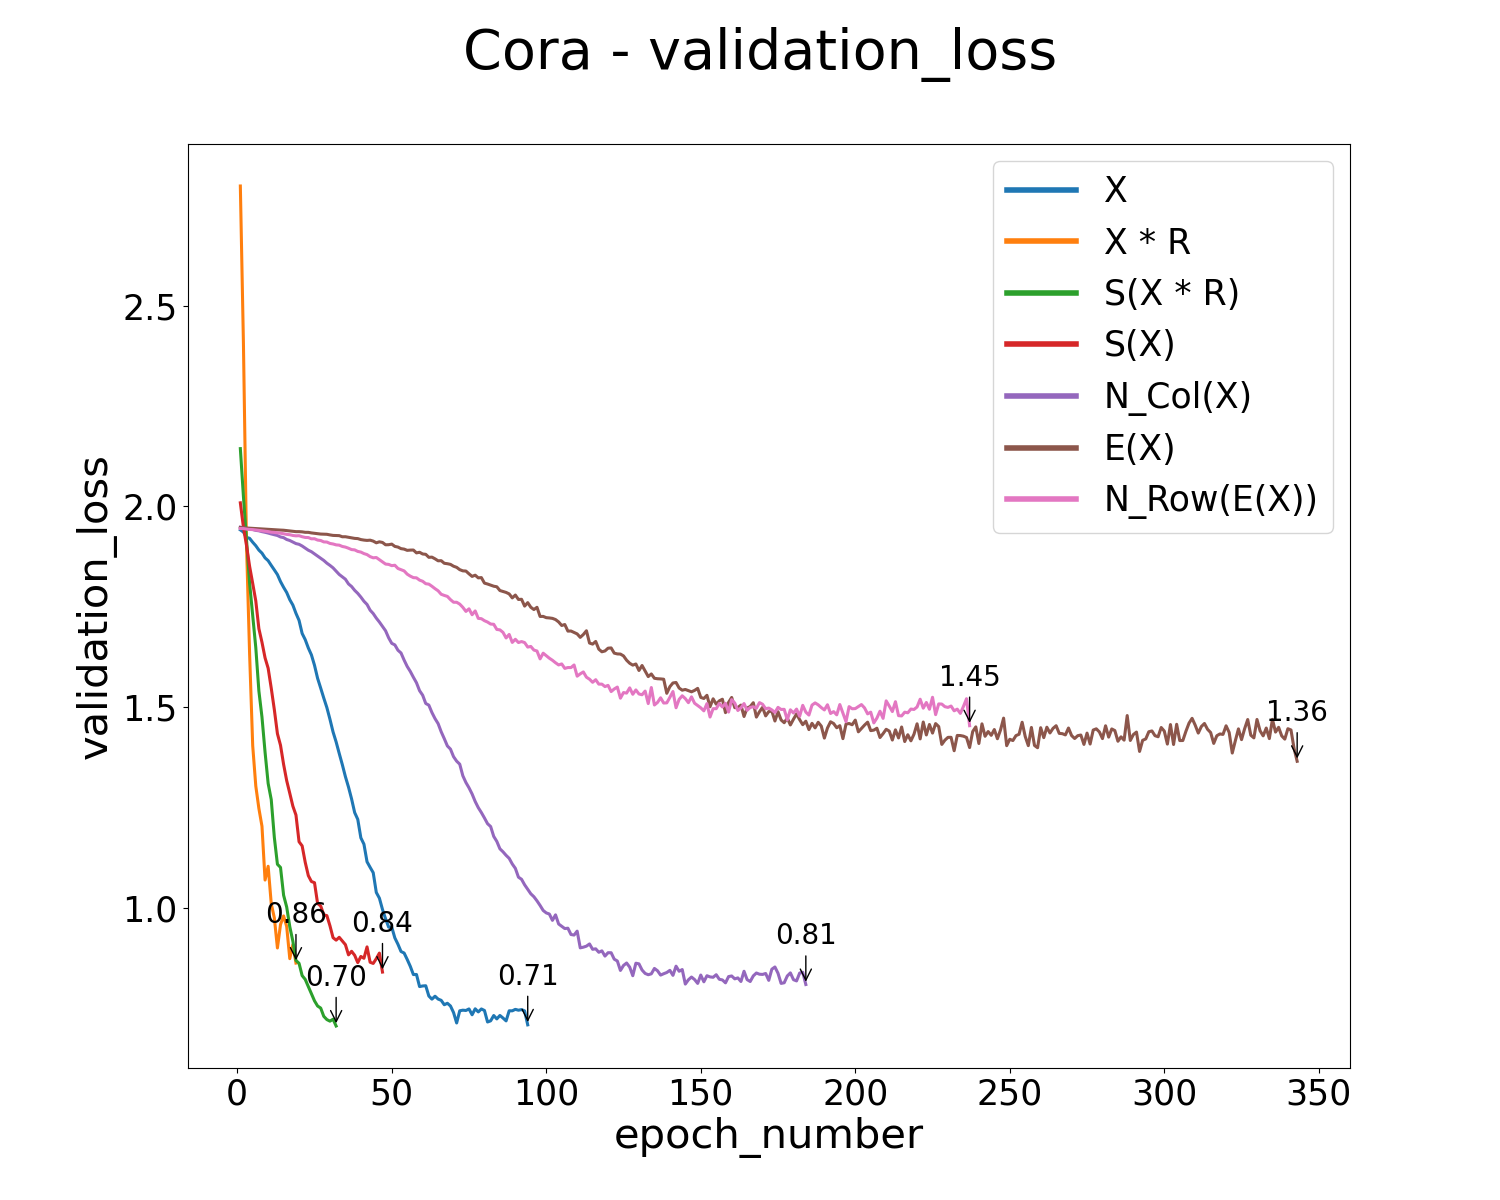 Cora - validation_loss
X
X * R
S(X * R)
S(X)
N_Col(X)
E(X)
N_Row(E(X))
validation_loss
2.5
2.0
1.5
1.0
1.45
1.36
0.86
0.84
0.81
0.70
0.71
0 50 100 150 200 250 300 350
epoch_number